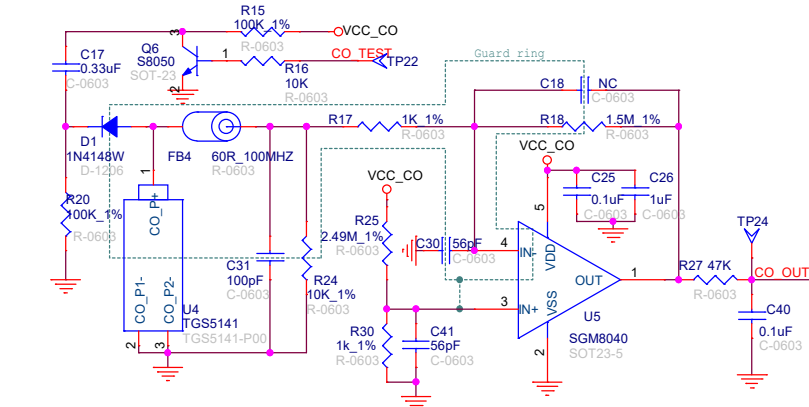 R15
100K_1%
VCC_CO
R-0603
3
Q6
S8050
SOT-23
1
2
CO_TEST
TP22
R16
10K
R-0603
C17
0.33uF
C-0603
Guard ring
C18
NC
C-0603
D1
1N4148W
D-1206
FB4
60R_100MHZ
R-0603
R17
1K_1%
R-0603
R18
1.5M_1%
R-0603
VCC_CO
C25
0.1uF
C-0603
C26
1uF
C-0603
R20
100K_1%
R-0603
1
CO_P+
CO_P1-
CO_P2-
2
3
U4
TGS5141
TGS5141-P00
C31
100pF
C-0603
R24
10K_1%
R-0603
VCC_CO
R25
2.49M_1%
R-0603
C30
56pF
C-0603
R30
1k_1%
R-0603
C41
56pF
C-0603
4
IN-
3
IN+
5
VDD
VSS
2
OUT
1
U5
SGM8040
SOT23-5
R27
47K
R-0603
TP24
CO_OUT
C40
0.1uF
C-0603